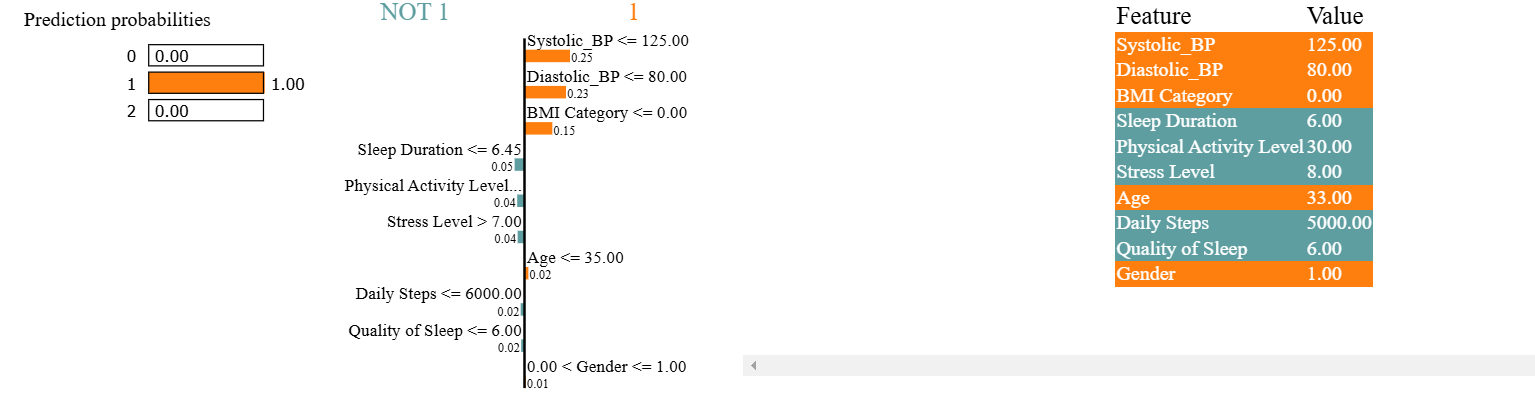 Prediction probabilities
0 0.00
1 1.00
2 0.00
NOT 1 1
Systolic_BP <= 125.00
0.25
Diastolic_BP <= 80.00
0.23
BMI Category <= 0.00
0.15
Sleep Duration <= 6.45
0.05
Physical Activity Level...
0.04
Stress Level > 7.00
0.04
Age <= 35.00
0.02
Daily Steps <= 6000.00
0.02
Quality of Sleep <= 6.00
0.02
0.00 < Gender <= 1.00
0.01
Feature Value
Systolic_BP 125.00
Diastolic_BP 80.00
BMI Category 0.00
Sleep Duration 6.00
Physical Activity Level 30.00
Stress Level 8.00
Age 33.00
Daily Steps 5000.00
Quality of Sleep 6.00
Gender 1.00